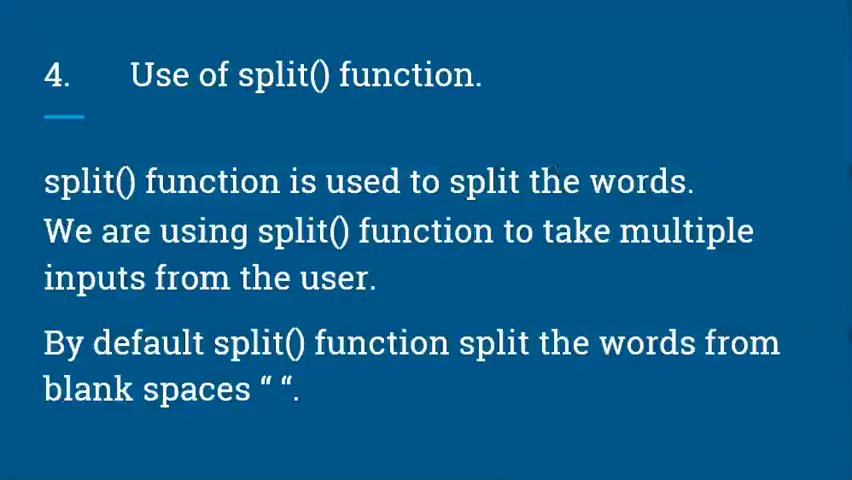 4. Use of split() function.
split() function is used to split the words.
We are using split() function to take multiple
inputs from the user.
By default split() function split the words from
blank spaces “ “.